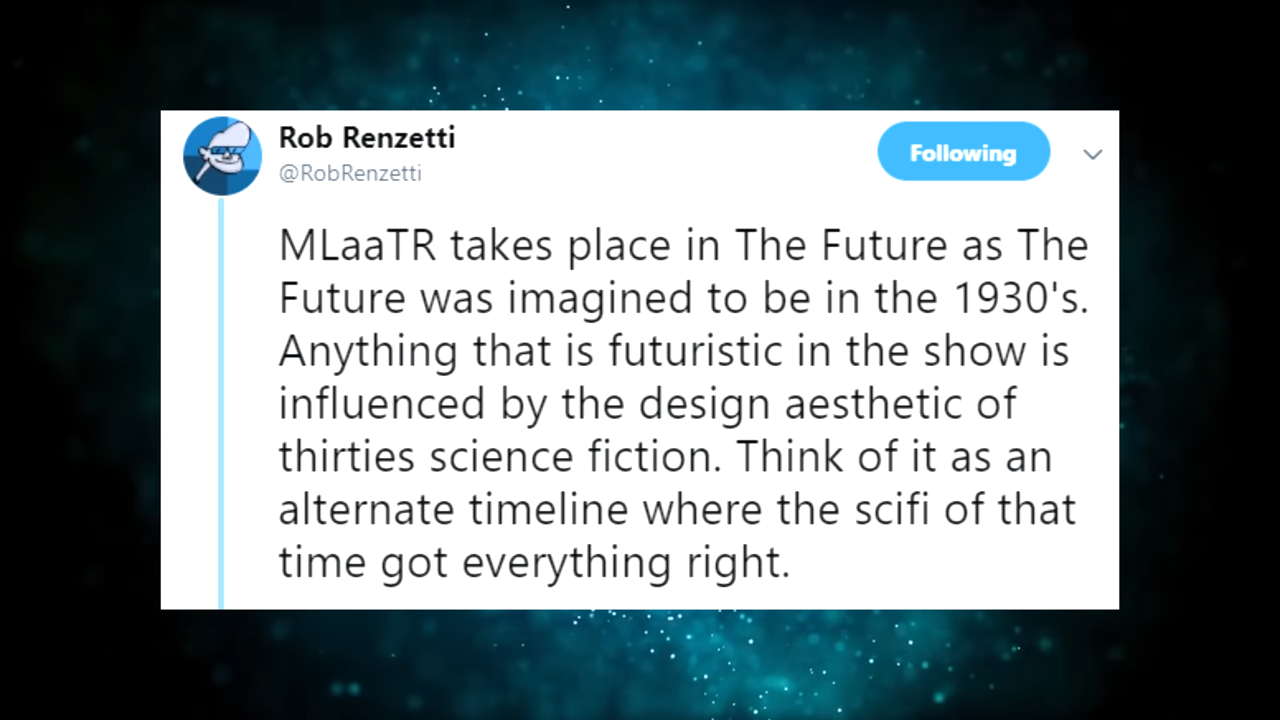 Rob Renzetti
@RobRenzetti
Following
MLaaTR takes place in The Future as The
Future was imagined to be in the 1930's.
Anything that is futuristic in the show is
influenced by the design aesthetic of
thirties science fiction. Think of it as an
alternate timeline where the scifi of that
time got everything right.